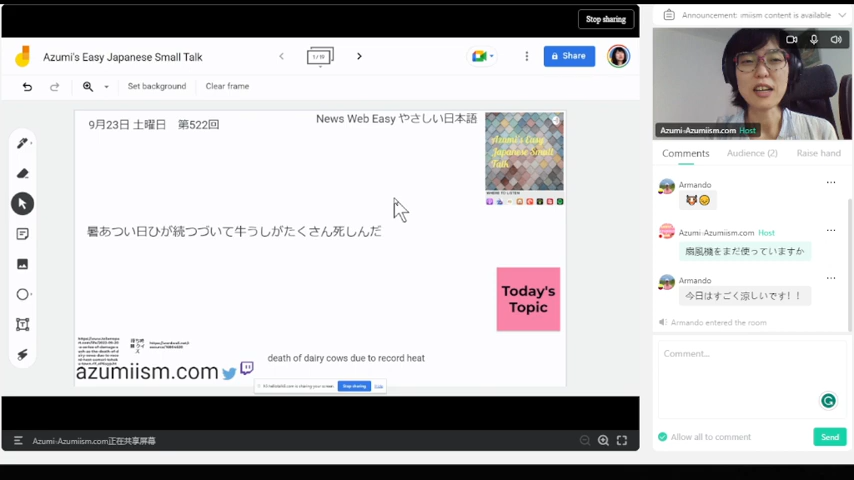 Stop sharing
Announcement: :miism content is available
Azumi's Easy Japanese Small Talk
1/11
Share
Set background
Clear frame
9月23日 土曜日 第522回
News Web Easy やさしい日本語
Azumi's Easy
Japanese Small
Talk
WHERE TO LISTEN
暑あつい日ひが続つづいて牛うしがたくさん死しんだ
Today's
Topic
azumiism.com
death of dairy cows due to record heat
Stop sharing
Hide
Azumi-Azumiism.com正在共享屏幕
Azumi-Azumiism.com Host
Comments
Audience (2)
Raise hand
Armando
Azumi-Azumiism.com Host
扇風機をまだ使っていますか
Armando
今日はすごく涼しいです！！
Armando entered the room
Comment...
Allow all to comment
Send